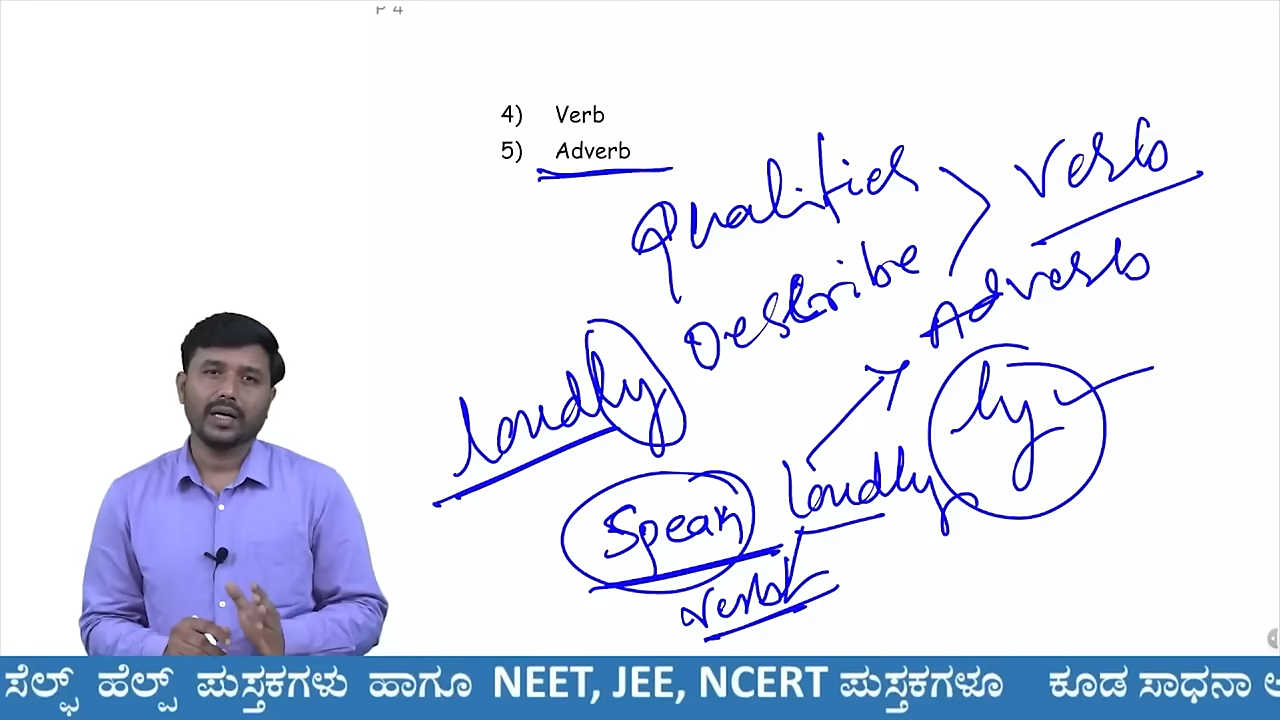 P 4
4) Verb
5) Adverb
Qualifies > verb
Describe
Adverb
loudly
ly
Speak loudly
verb
ಸೆಲ್ಫ್ ಹೆಲ್ಪ್ ಪುಸ್ತಕಗಳು ಹಾಗೂ NEET, JEE, NCERT ಪುಸ್ತಕಗಳೂ ಕೂಡ ಸಾಧನಾ